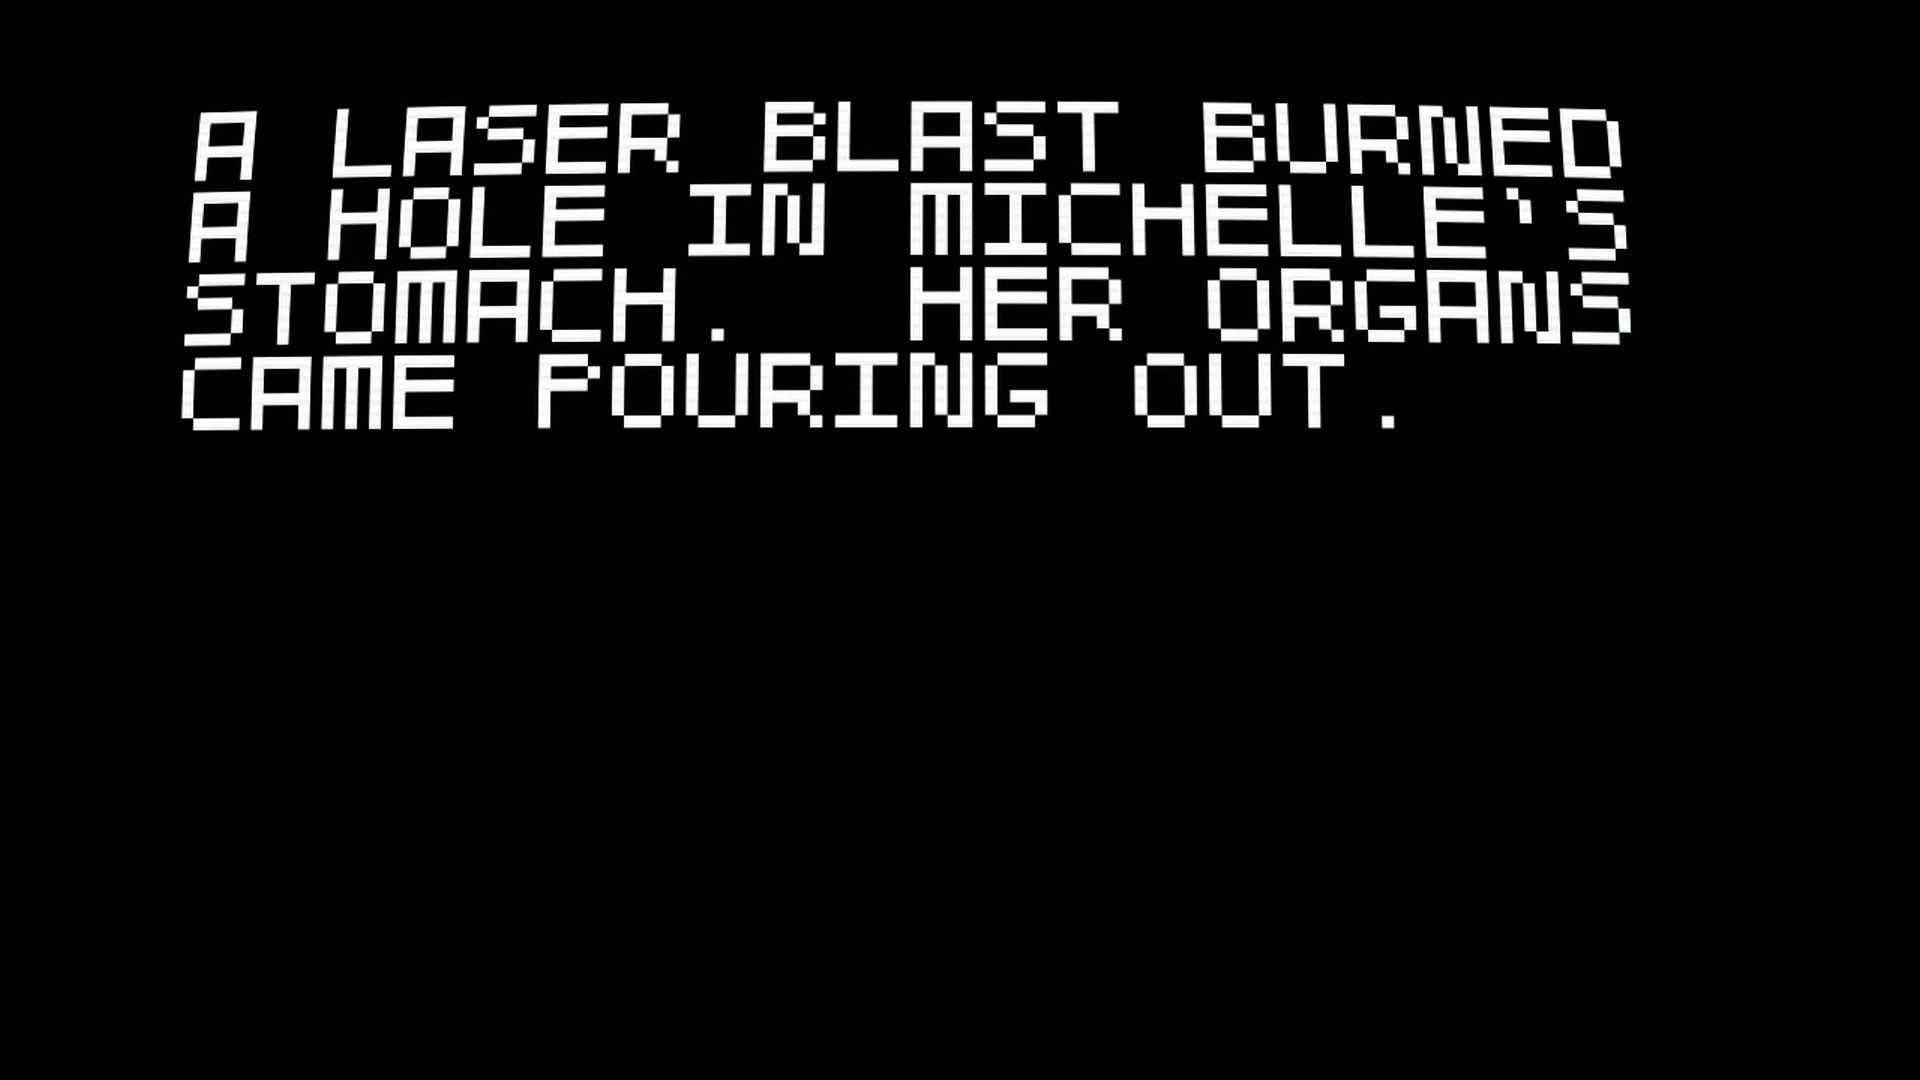 A LASER BLAST BURNED
A HOLE IN MICHELLE'S
STOMACH.  HER ORGANS
CAME POURING OUT.